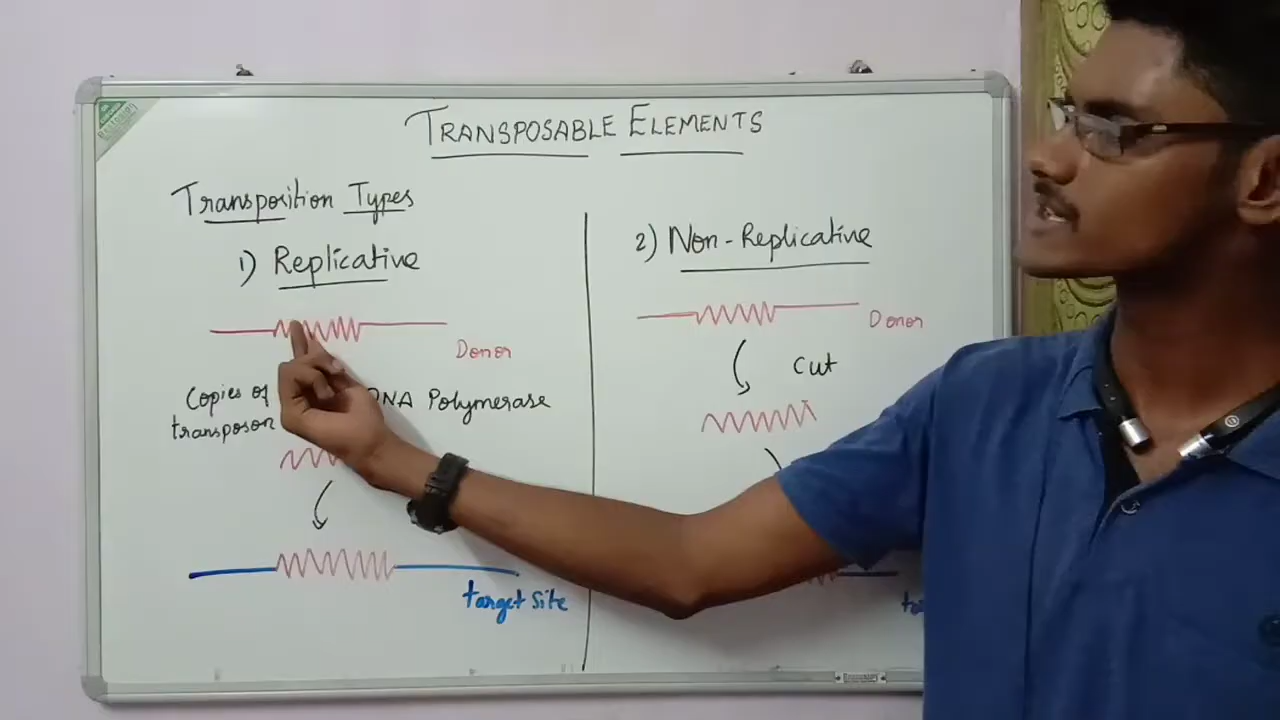 TRANSPOSABLE ELEMENTS
Transposition Types
1) Replicative
Donor
Copies of
transposon
DNA Polymerase
target Site
2) Non-Replicative
Donor
Cut